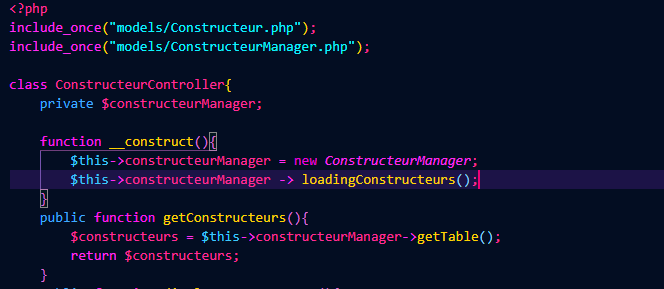 <?php
include_once("models/Constructeur.php");
include_once("models/ConstructeurManager.php");
class ConstructeurController{
private $constructeurManager;
function __construct(){
$this->constructeurManager = new ConstructeurManager;
$this->constructeurManager -> loadingConstructeurs();
}
public function getConstructeurs(){
$constructeurs = $this->constructeurManager->getTable();
return $constructeurs;
}